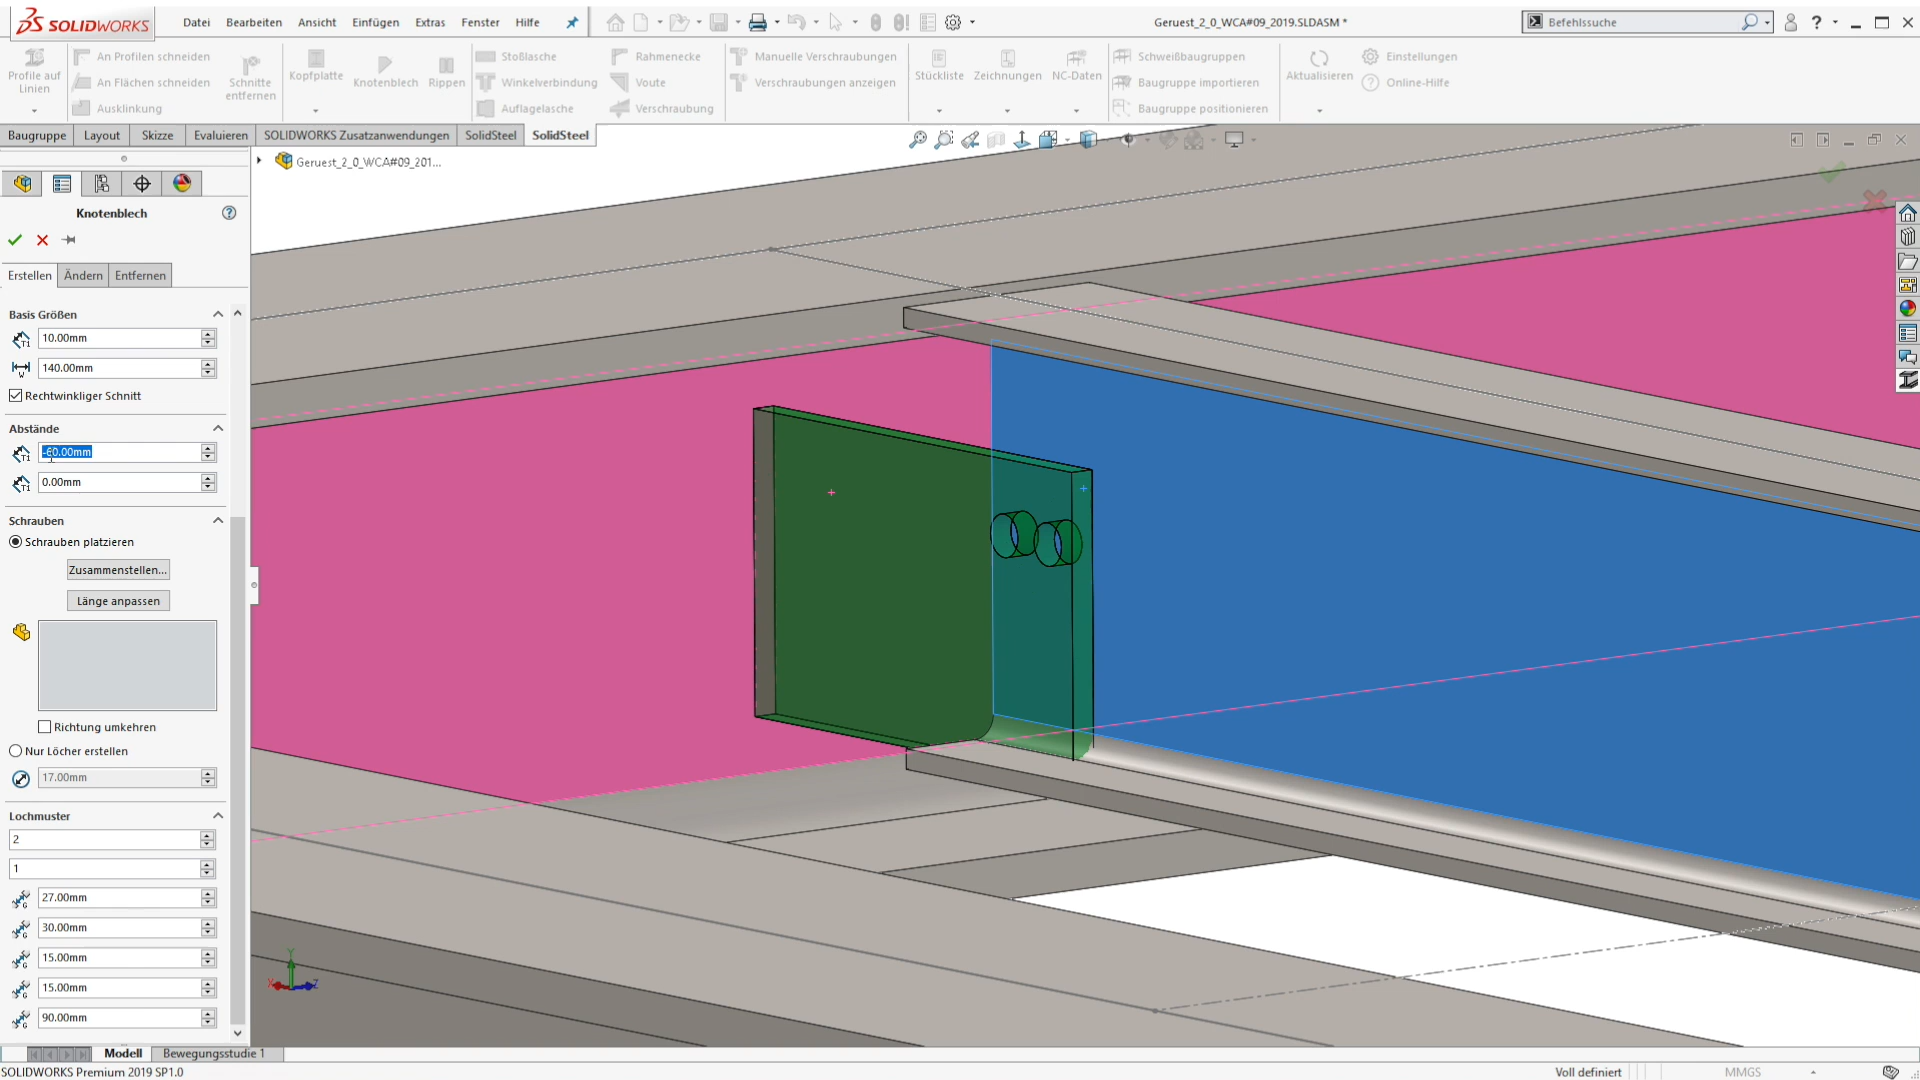 SOLIDWORKS
Datei Bearbeiten Ansicht Einfügen Extras Fenster Hilfe
Geruest_2_0_WCA#09_2019.SLDASM *
Befehlssuche
Profile auf Linien
An Profilen schneiden
An Flächen schneiden
Ausklinkung
Schnitte entfernen
Kopfplatte
Knotenblech
Rippen
Stoßlasche
Winkelverbindung
Auflagelasche
Rahmenecke
Voute
Verschraubung
Manuelle Verschraubungen
Verschraubungen anzeigen
Stückliste
Zeichnungen
NC-Daten
Schweißbaugruppen
Baugruppe importieren
Baugruppe positionieren
Aktualisieren
Einstellungen
Online-Hilfe
Baugruppe Layout Skizze Evaluieren SOLIDWORKS Zusatzanwendungen SolidSteel SolidSteel
Geruest_2_0_WCA#09_201...
Knotenblech
Erstellen Ändern Entfernen
Basis Größen
10.00mm
140.00mm
Rechtwinkliger Schnitt
Abstände
-60.00mm
0.00mm
Schrauben
Schrauben platzieren
Zusammenstellen...
Länge anpassen
Richtung umkehren
Nur Löcher erstellen
17.00mm
Lochmuster
2
1
27.00mm
30.00mm
15.00mm
15.00mm
90.00mm
Y
X
Z
Modell Bewegungsstudie 1
SOLIDWORKS Premium 2019 SP1.0
Voll definiert
MMGS